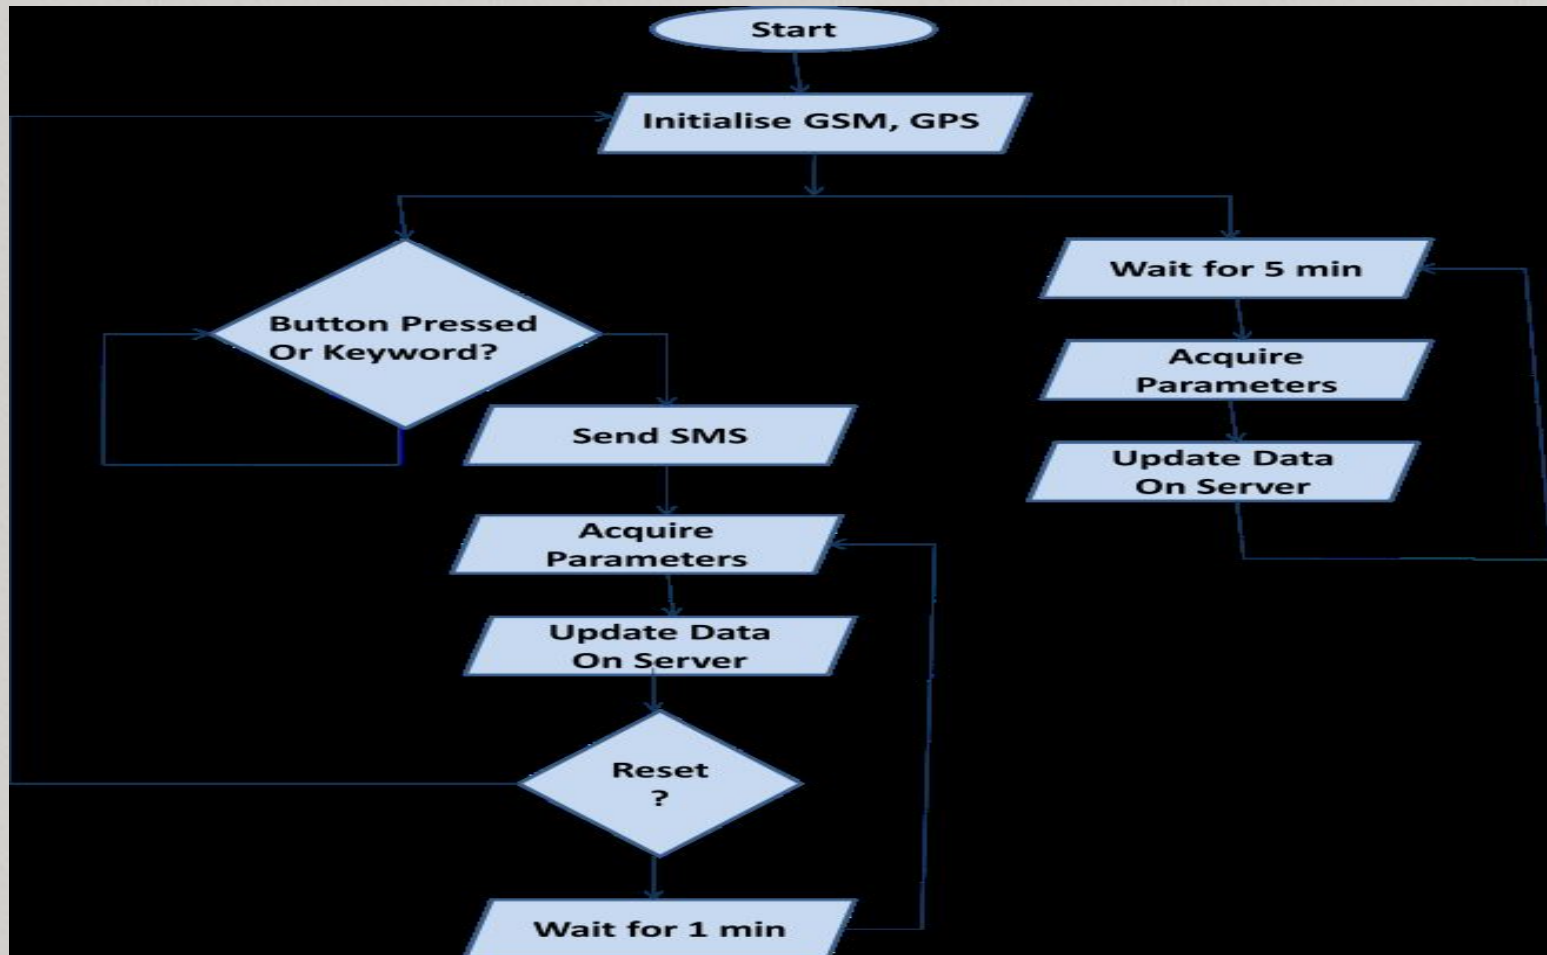 Start
Initialise GSM, GPS
Button Pressed
Or Keyword?
Send SMS
Acquire
Parameters
Update Data
On Server
Reset
?
Wait for 1 min
Wait for 5 min
Acquire
Parameters
Update Data
On Server